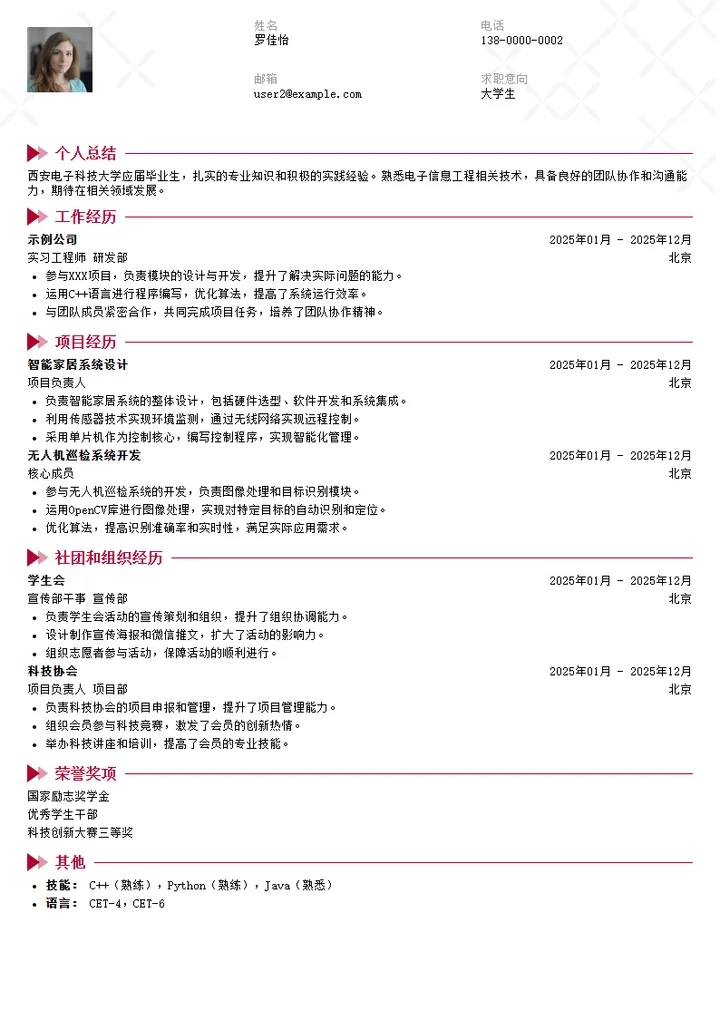 姓名
罗佳怡
电话
138-0000-0002
邮箱
user2@example.com
求职意向
大学生
个人总结
西安电子科技大学应届毕业生，扎实的专业知识和积极的实践经验。熟悉电子信息工程相关技术，具备良好的团队协作和沟通能
力，期待在相关领域发展。
工作经历
示例公司 2025年01月 - 2025年12月
实习工程师 研发部 北京
• 参与XXX项目，负责模块的设计与开发，提升了解决实际问题的能力。
• 运用C++语言进行程序编写，优化算法，提高了系统运行效率。
• 与团队成员紧密合作，共同完成项目任务，培养了团队协作精神。
项目经历
智能家居系统设计 2025年01月 - 2025年12月
项目负责人 北京
• 负责智能家居系统的整体设计，包括硬件选型、软件开发和系统集成。
• 利用传感器技术实现环境监测，通过无线网络实现远程控制。
• 采用单片机作为控制核心，编写控制程序，实现智能化管理。
无人机巡检系统开发 2025年01月 - 2025年12月
核心成员 北京
• 参与无人机巡检系统的开发，负责图像处理和目标识别模块。
• 运用OpenCV库进行图像处理，实现对特定目标的自动识别和定位。
• 优化算法，提高识别准确率和实时性，满足实际应用需求。
社团和组织经历
学生会 2025年01月 - 2025年12月
宣传部干事 宣传部 北京
• 负责学生会活动的宣传策划和组织，提升了组织协调能力。
• 设计制作宣传海报和微信推文，扩大了活动的影响力。
• 组织志愿者参与活动，保障活动的顺利进行。
科技协会 2025年01月 - 2025年12月
项目负责人 项目部 北京
• 负责科技协会的项目申报和管理，提升了项目管理能力。
• 组织会员参与科技竞赛，激发了会员的创新热情。
• 举办科技讲座和培训，提高了会员的专业技能。
荣誉奖项
国家励志奖学金
优秀学生干部
科技创新大赛三等奖
其他
• 技能： C++（熟练），Python（熟练），Java（熟悉）
• 语言： CET-4，CET-6